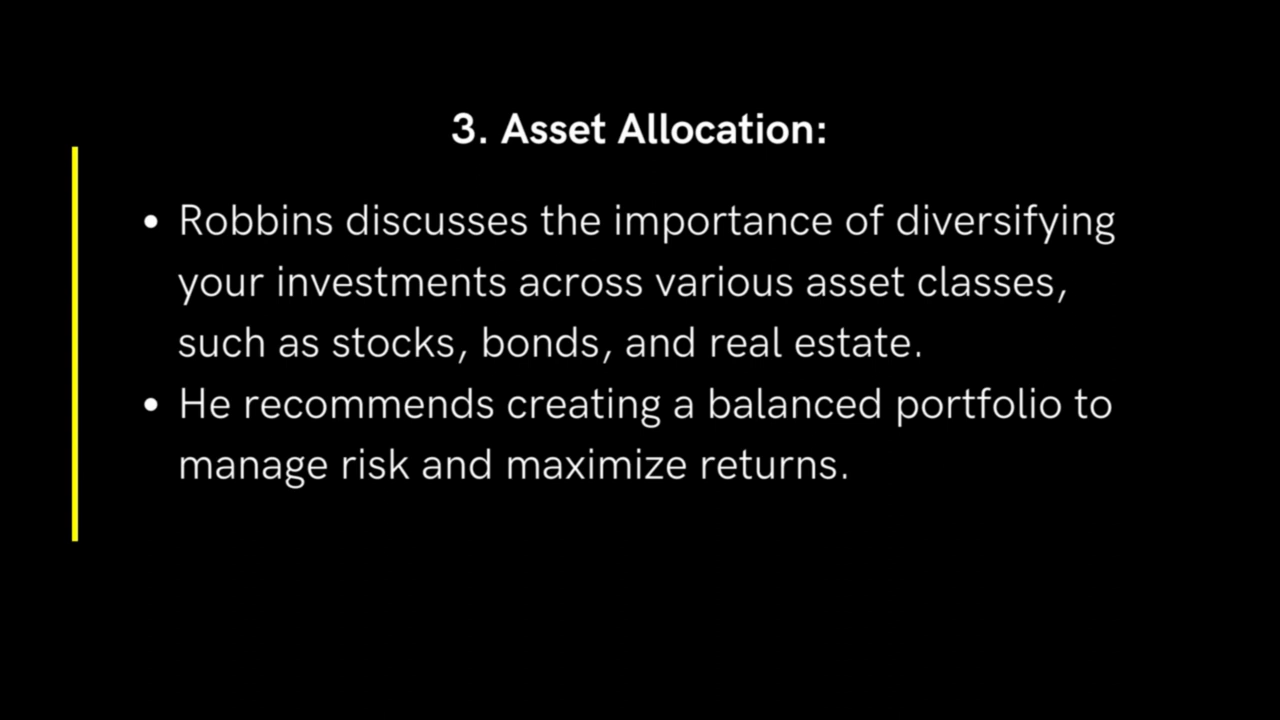 3. Asset Allocation:
• Robbins discusses the importance of diversifying
your investments across various asset classes,
such as stocks, bonds, and real estate.
• He recommends creating a balanced portfolio to
manage risk and maximize returns.